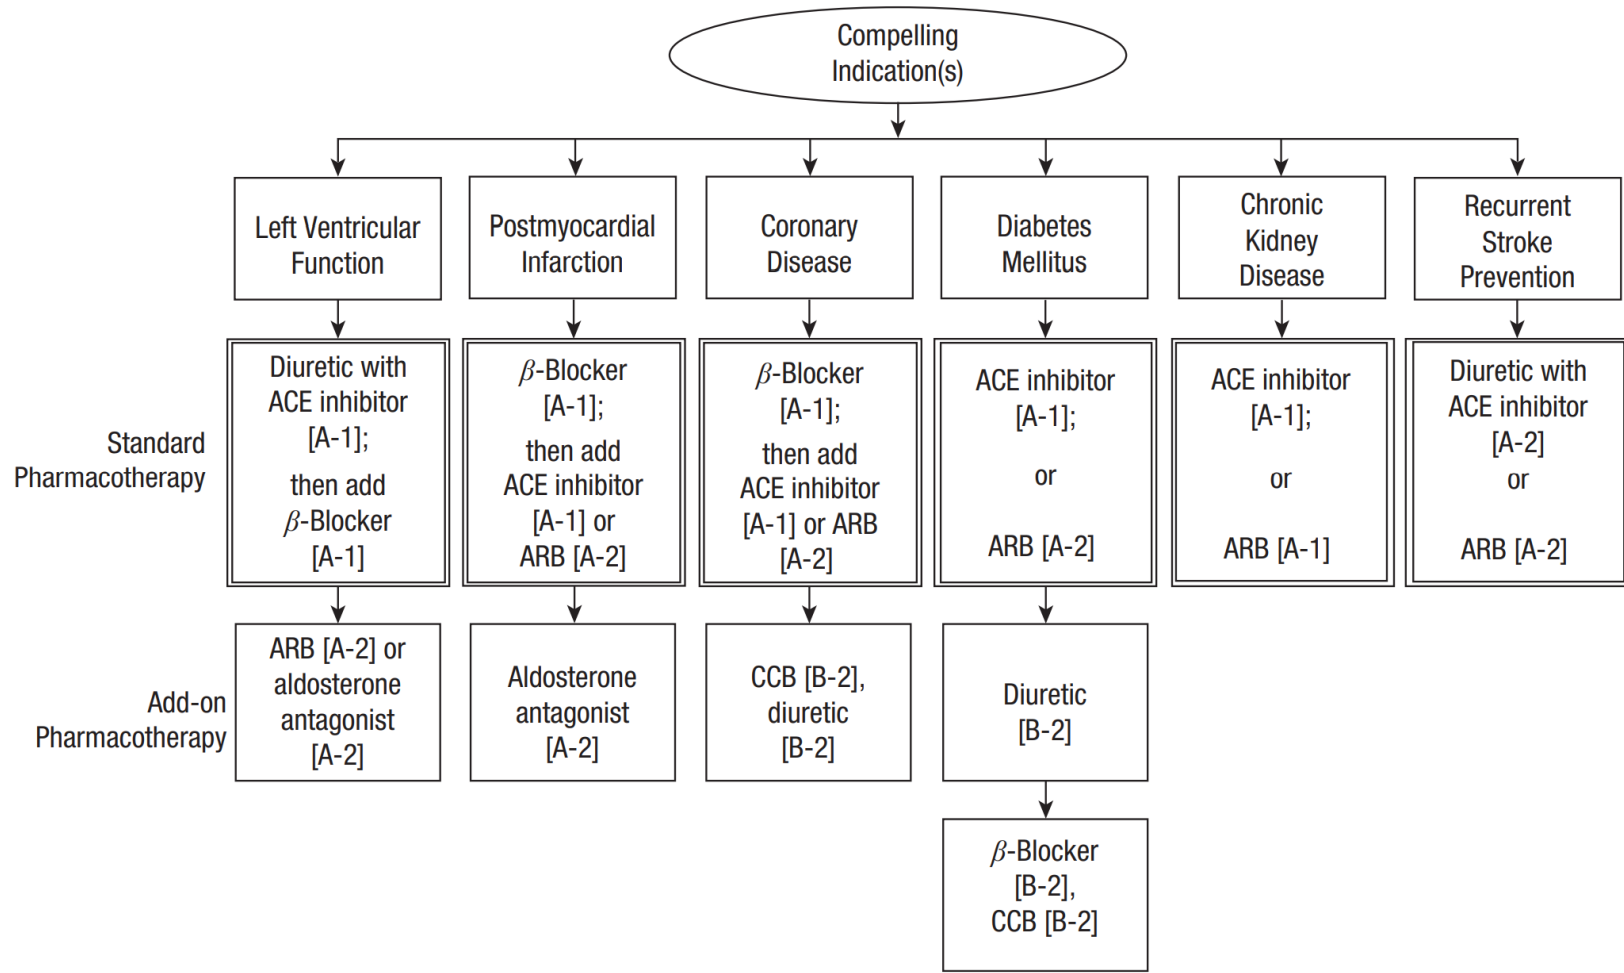 Compelling
Indication(s)
Left Ventricular
Function
Postmyocardial
Infarction
Coronary
Disease
Diabetes
Mellitus
Chronic
Kidney
Disease
Recurrent
Stroke
Prevention
Standard
Pharmacotherapy
Diuretic with
ACE inhibitor
[A-1];
then add
β-Blocker
[A-1]
β-Blocker
[A-1];
then add
ACE inhibitor
[A-1] or
ARB [A-2]
β-Blocker
[A-1];
then add
ACE inhibitor
[A-1] or ARB
[A-2]
ACE inhibitor
[A-1];
or
ARB [A-2]
ACE inhibitor
[A-1];
or
ARB [A-1]
Diuretic with
ACE inhibitor
[A-2]
or
ARB [A-2]
Add-on
Pharmacotherapy
ARB [A-2] or
aldosterone
antagonist
[A-2]
Aldosterone
antagonist
[A-2]
CCB [B-2],
diuretic
[B-2]
Diuretic
[B-2]
β-Blocker
[B-2],
CCB [B-2]